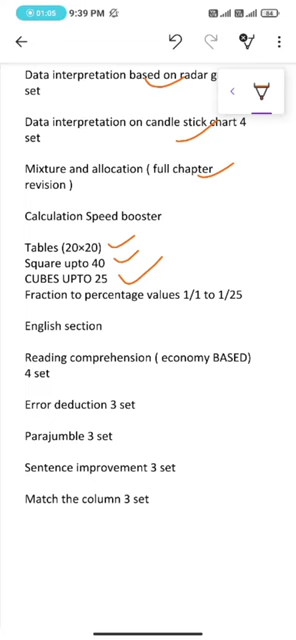 01:05 9:39 PM 84
Data interpretation based on radar g
set
Data interpretation on candle stick chart 4
set
Mixture and allocation ( full chapter
revision )
Calculation Speed booster
Tables (20×20)
Square upto 40
CUBES UPTO 25
Fraction to percentage values 1/1 to 1/25
English section
Reading comprehension ( economy BASED)
4 set
Error deduction 3 set
Parajumble 3 set
Sentence improvement 3 set
Match the column 3 set